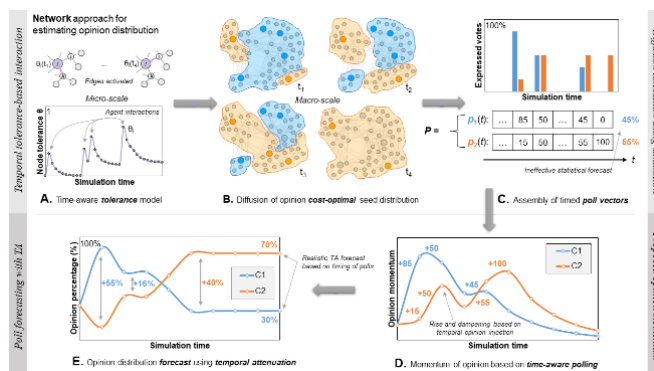 Temporal tolerance-based interaction
Network approach for
estimating opinion distribution
Edges activated
Micro-scale
1
Agent interactions
θi
Node tolerance θ
Simulation time
A. Time-aware tolerance model
t1
t2
Macro-scale
t3
t4
B. Diffusion of opinion cost-optimal seed distribution
100%
Expressed votes
Simulation time
P =
p1(t): ... 85 50 ... 45 0 45%
p2(t): ... 15 50 ... 55 100 55%
t
Ineffective statistical forecast
C. Assembly of timed poll vectors
Poll forecasting with TA
100%
Opinion percentage (%)
+55%
+16%
+40%
70%
30%
C1
C2
Realistic TA forecast
based on timing of polls
Simulation time
E. Opinion distribution forecast using temporal attenuation
Opinion momentum
+85
+50
+15
+50
+45
+55
+100
C1
C2
Rise and dampening based on
temporal opinion injection
Simulation time
D. Momentum of opinion based on time-aware polling